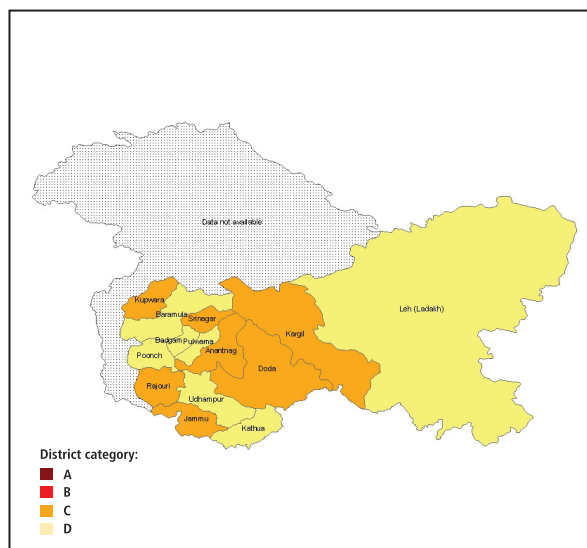 Data not available
Leh (Ladakh)
Kupwara
Baramula
Srinagar
Kargil
Badgam
Pulwama
Anantnag
Poonch
Doda
Rajouri
Udhampur
Jammu
Kathua
District category:
A
B
C
D